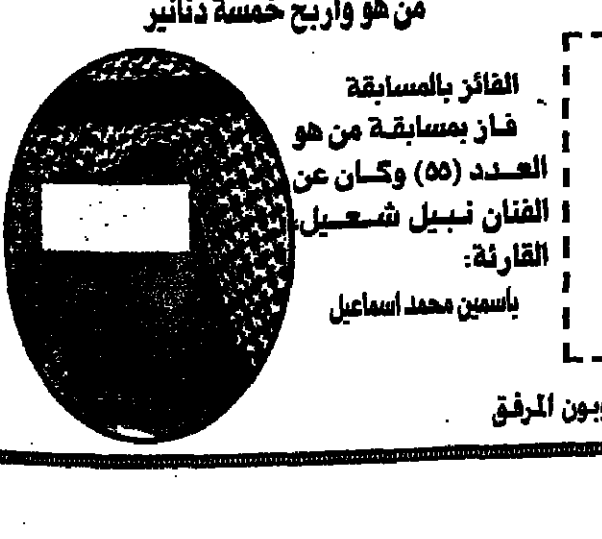 من هو واربح خمسة دنانير
الفائز بالمسابقة
فاز بمسابقة من هو
العدد (٥٥) وكان عن
الفنان نبيل شعيل،
القارئة:
ياسمين محمد اسماعيل
المرفق